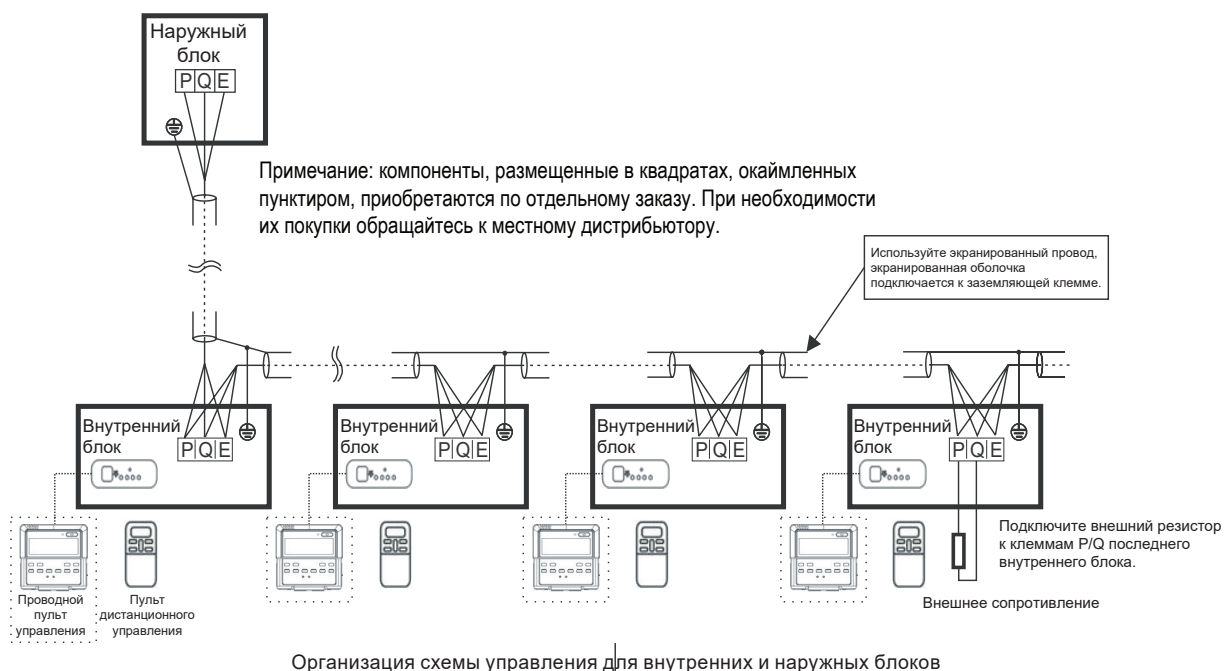 Наружный
блок
P Q E
Примечание: компоненты, размещенные в квадратах, окаймленных
пунктиром, приобретаются по отдельному заказу. При необходимости
их покупки обращайтесь к местному дистрибьютору.
Используйте экранированный провод,
экранированная оболочка
подключается к заземляющей клемме.
Внутренний
блок
P Q E
Внутренний
блок
P Q E
Внутренний
блок
P Q E
Внутренний
блок
P Q E
Проводной
пульт
управления
Пульт
дистанционного
управления
Подключите внешний резистор
к клеммам P/Q последнего
внутреннего блока.
Внешнее сопротивление
Организация схемы управления для внутренних и наружных блоков